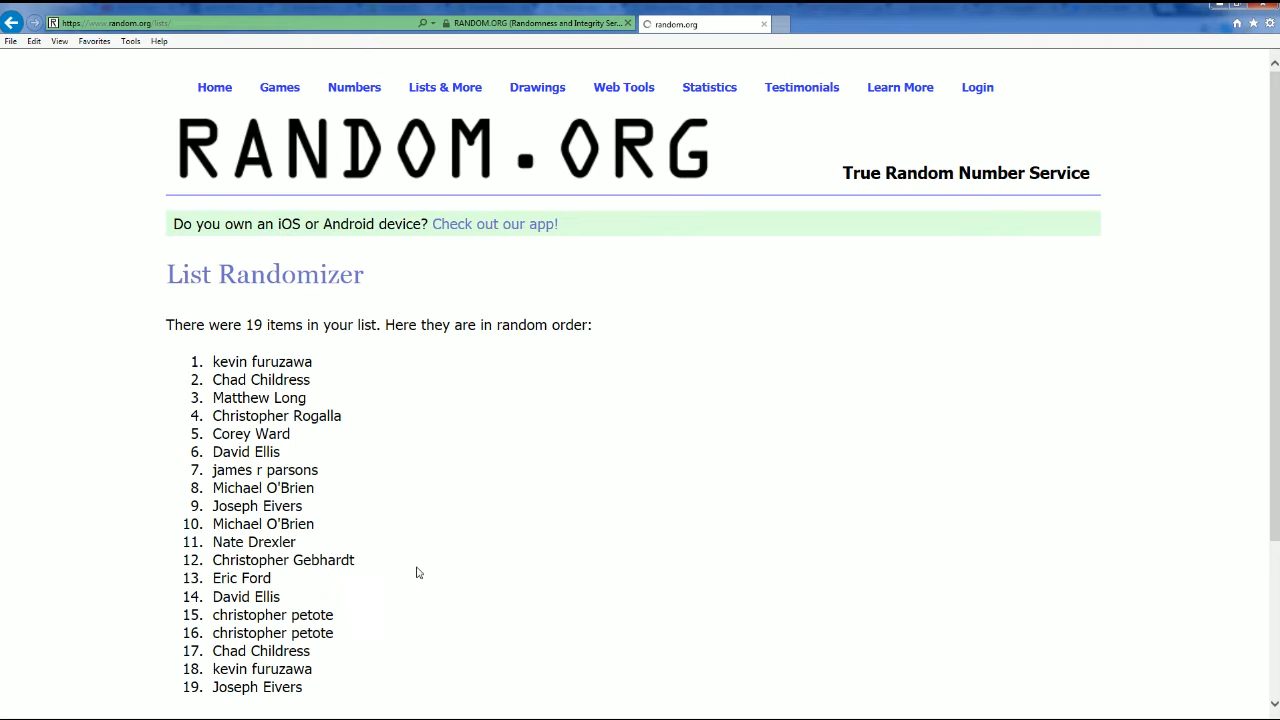 https://www.random.org/lists/
RANDOM.ORG (Randomness and Integrity Ser...
random.org
File Edit View Favorites Tools Help
Home Games Numbers Lists & More Drawings Web Tools Statistics Testimonials Learn More Login
RANDOM.ORG
True Random Number Service
Do you own an iOS or Android device? Check out our app!
List Randomizer
There were 19 items in your list. Here they are in random order:
1. kevin furuzawa
2. Chad Childress
3. Matthew Long
4. Christopher Rogalla
5. Corey Ward
6. David Ellis
7. james r parsons
8. Michael O'Brien
9. Joseph Eivers
10. Michael O'Brien
11. Nate Drexler
12. Christopher Gebhardt
13. Eric Ford
14. David Ellis
15. christopher petote
16. christopher petote
17. Chad Childress
18. kevin furuzawa
19. Joseph Eivers